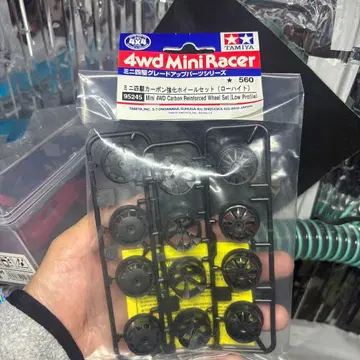 TAMIYA
4wd Mini Racer
ミニ四駆グレードアップパーツシリーズ
★ 560
ミニ四駆カーボン強化ホイールセット (ローハイト)
95245 Mini 4WD Carbon Reinforced Wheel Set (Low Profile)